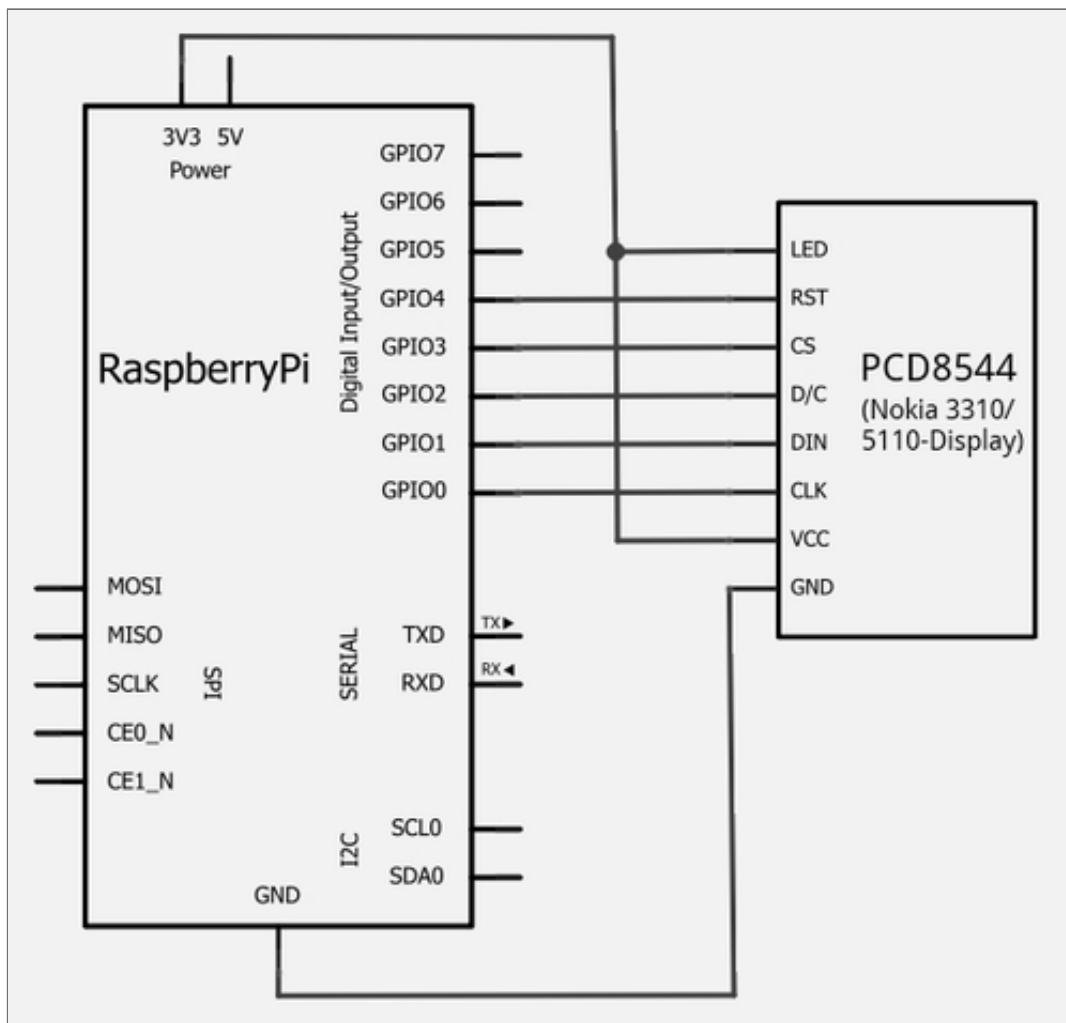 3V3 5V
Power
GPIO7
GPIO6
GPIO5
GPIO4
GPIO3
GPIO2
GPIO1
GPIO0
Digital Input/Output
RaspberryPi
MOSI
MISO
SCLK
CE0_N
CE1_N
SPI
SERIAL
TXD
TX▶
RXD
RX◀
I2C
SCL0
SDA0
GND
LED
RST
CS
D/C
DIN
CLK
VCC
GND
PCD8544
(Nokia 3310/
5110-Display)